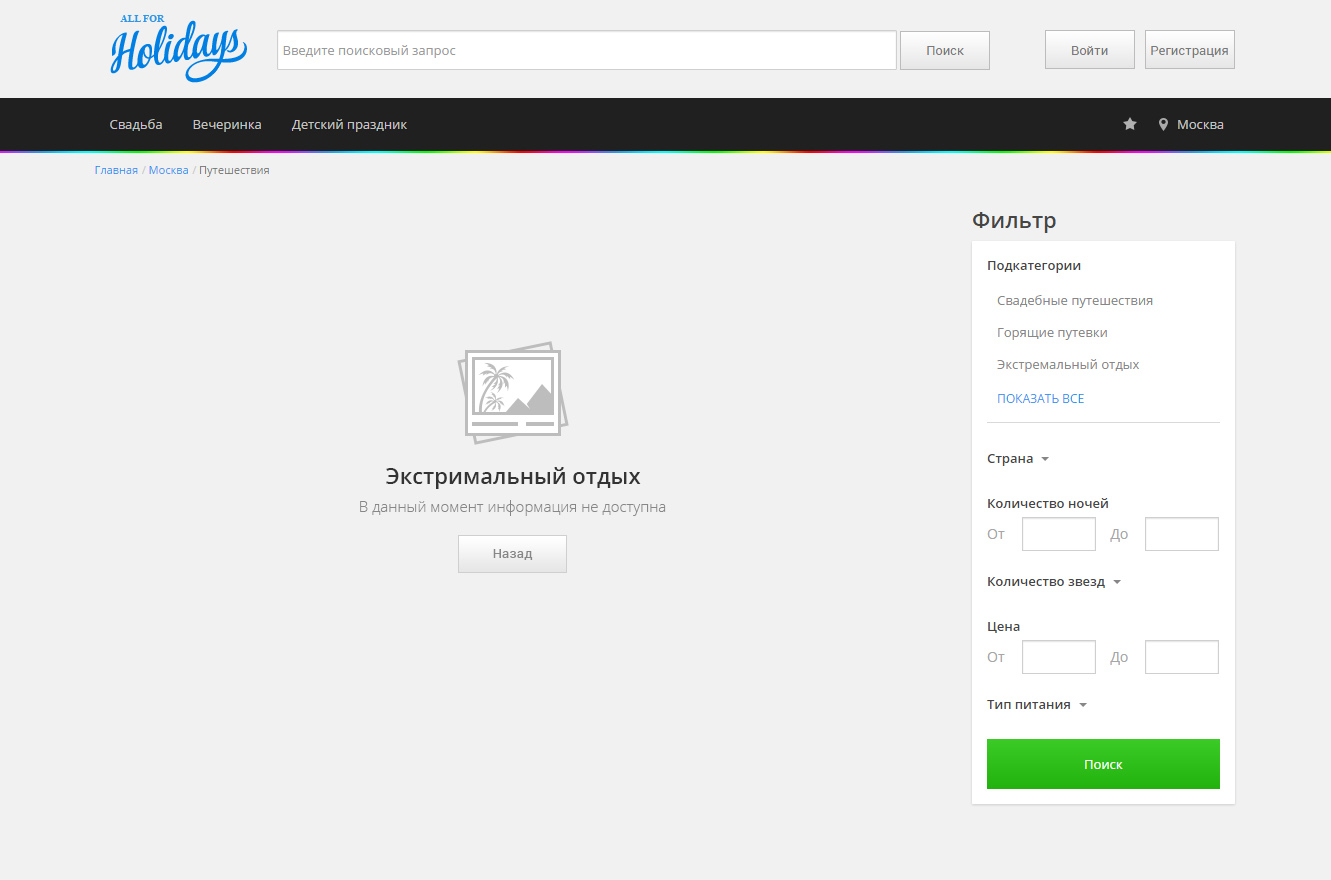 ALL FOR
Holidays
Введите поисковый запрос
Поиск
Войти
Регистрация
Свадьба
Вечеринка
Детский праздник
Москва
Главная / Москва / Путешествия
Фильтр
Подкатегории
Свадебные путешествия
Горящие путевки
Экстремальный отдых
ПОКАЗАТЬ ВСЕ
Страна
Количество ночей
От
До
Количество звезд
Цена
От
До
Тип питания
Поиск
Экстримальный отдых
В данный момент информация не доступна
Назад